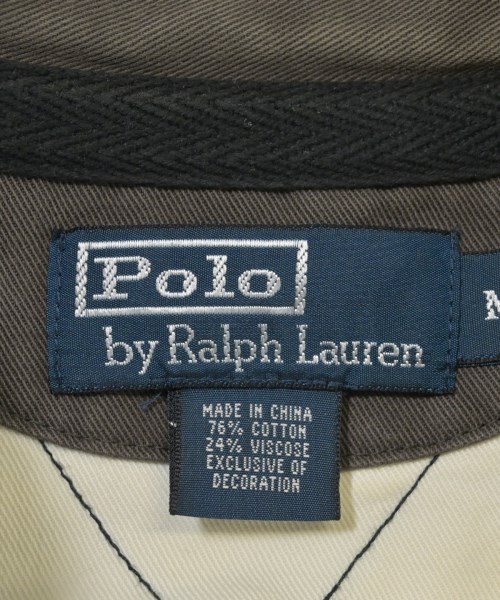 Polo
by Ralph Lauren
M
MADE IN CHINA
76% COTTON
24% VISCOSE
EXCLUSIVE OF
DECORATION